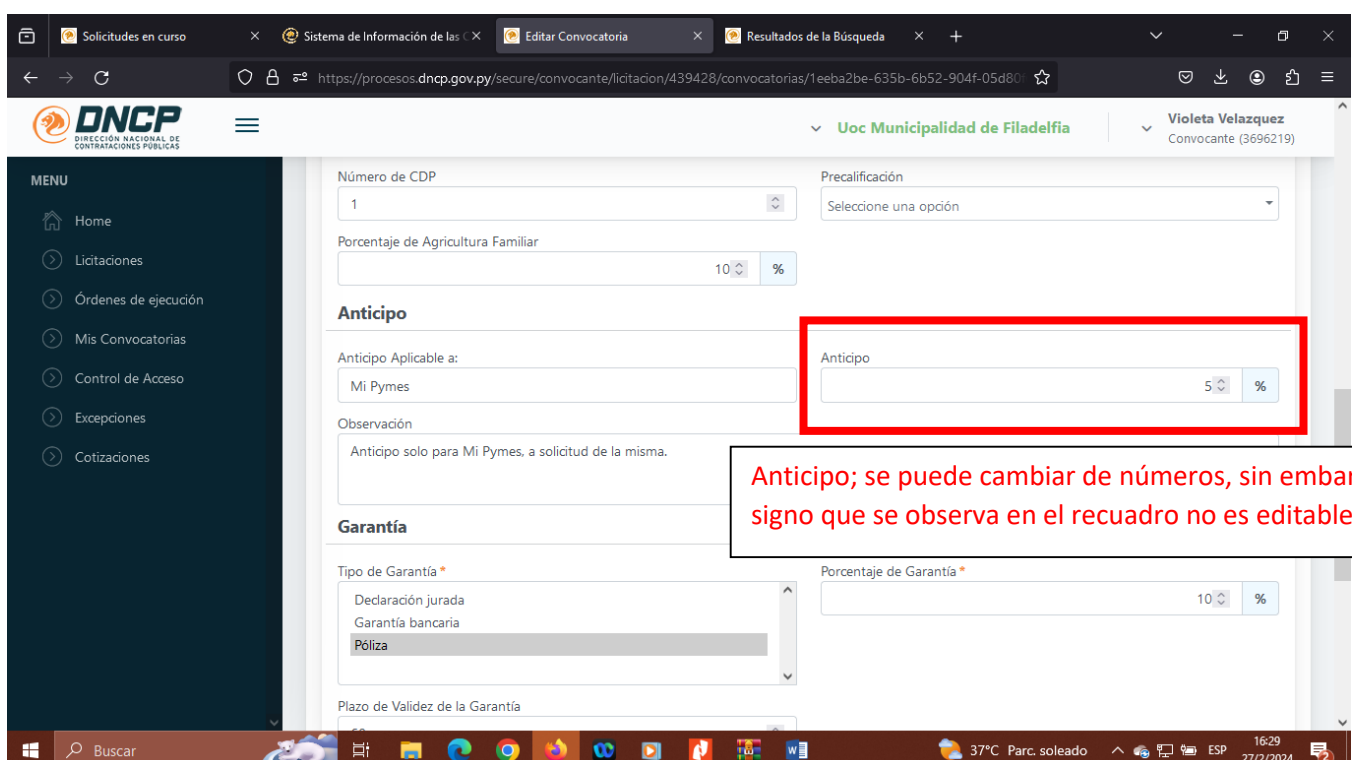 Solicitudes en curso
Sistema de Información de las C
Editar Convocatoria
Resultados de la Búsqueda
https://procesos.dncp.gov.py/secure/convocante/licitacion/439428/convocatorias/1eeba2be-635b-6b52-904f-05d80
DNCP
DIRECCIÓN NACIONAL DE
CONTRATACIONES PÚBLICAS
Uoc Municipalidad de Filadelfia
Violeta Velazquez
Convocante (3696219)
MENU
Home
Licitaciones
Órdenes de ejecución
Mis Convocatorias
Control de Acceso
Excepciones
Cotizaciones
Número de CDP
1
Precalificación
Seleccione una opción
Porcentaje de Agricultura Familiar
10 %
Anticipo
Anticipo Aplicable a:
Mi Pymes
Anticipo
5 %
Observación
Anticipo solo para Mi Pymes, a solicitud de la misma.
Anticipo; se puede cambiar de números, sin embar
signo que se observa en el recuadro no es editable
Garantía
Tipo de Garantía *
Declaración jurada
Garantía bancaria
Póliza
Porcentaje de Garantía *
10 %
Plazo de Validez de la Garantía
Buscar
37°C Parc. soleado
ESP
16:29
27/2/2024